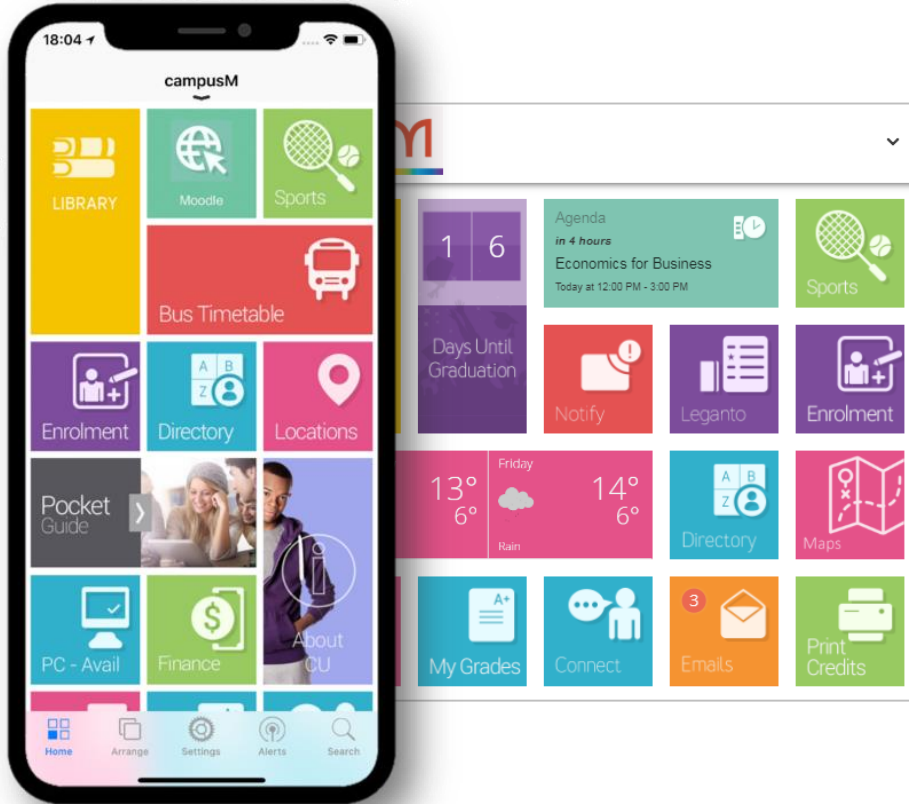 18:04
campusM
LIBRARY
Moodle
Sports
Bus Timetable
Enrolment
A B
Z
Directory
Locations
Pocket
Guide
PC - Avail
$
Finance
i
About
CU
Home
Arrange
Settings
Alerts
Search
M
1 6
Days Until
Graduation
Agenda
in 4 hours
Economics for Business
Today at 12:00 PM - 3:00 PM
Sports
Notify
Leganto
Enrolment
13°
6°
Friday
14°
6°
Rain
A B
Z
Directory
Maps
A+
My Grades
Connect
3
Emails
Print
Credits